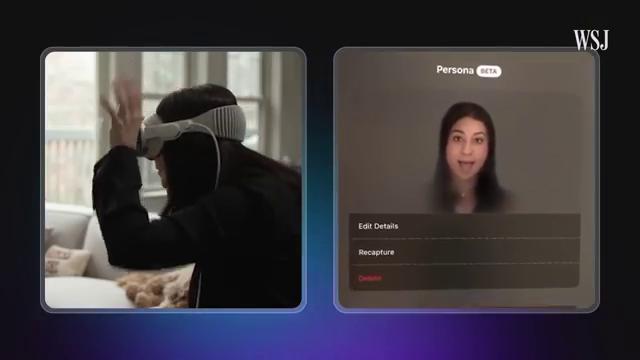 WSJ
Persona BETA
Edit Details
Recapture
Delete